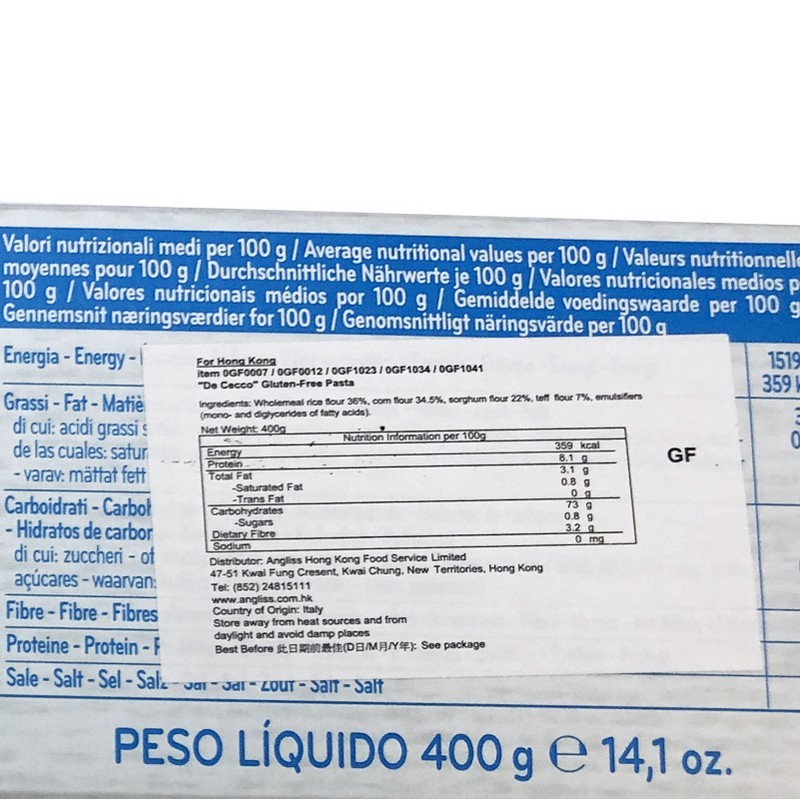 Valori nutrizionali medi per 100 g / Average nutritional values per 100 g / Valeurs nutritionnelle
moyennes pour 100 g / Durchschnittliche Nährwerte je 100 g / Valores nutricionales medios p
100 g / Valores nutricionais médios por 100 g / Gemiddelde voedingswaarde per 100 g
Gennemsnit næringsværdier for 100 g / Genomsnittligt näringsvärde per 100 g
Energia - Energy -
1519
359
Grassi - Fat - Matiè
di cui: acidi grassi s
de las cuales: satur
- varav: mättat fett
Carboidrati - Carboh
- Hidratos de carbor
di cui: zuccheri - of
açúcares - waarvan:
Fibre - Fibre - Fibres
Proteine - Protein - P
Sale - Salt - Sel - Salz - Sal - Sal - Zout - Salt - Salt
For Hong Kong
Item 0GF0007 / 0GF0012 / 0GF1023 / 0GF1034 / 0GF1041
"De Cecco" Gluten-Free Pasta
Ingredients: Wholemeal rice flour 36%, corn flour 34.5%, sorghum flour 22%, teff flour 7%, emulsifiers
(mono- and diglycerides of fatty acids).
Net Weight: 400g
Nutrition Information per 100g
Energy 359 kcal
Protein 8.1 g
Total Fat 3.1 g
-Saturated Fat 0.8 g
-Trans Fat 0 g
Carbohydrates 73 g
-Sugars 0.8 g
Dietary Fibre 3.2 g
Sodium 0 mg
GF
Distributor: Angliss Hong Kong Food Service Limited
47-51 Kwai Fung Cresent, Kwai Chung, New Territories, Hong Kong
Tel: (852) 24815111
www.angliss.com.hk
Country of Origin: Italy
Store away from heat sources and from
daylight and avoid damp places
Best Before 此日期前最佳(D日/M月/Y年): See package
PESO LÍQUIDO 400 g e 14,1 oz.